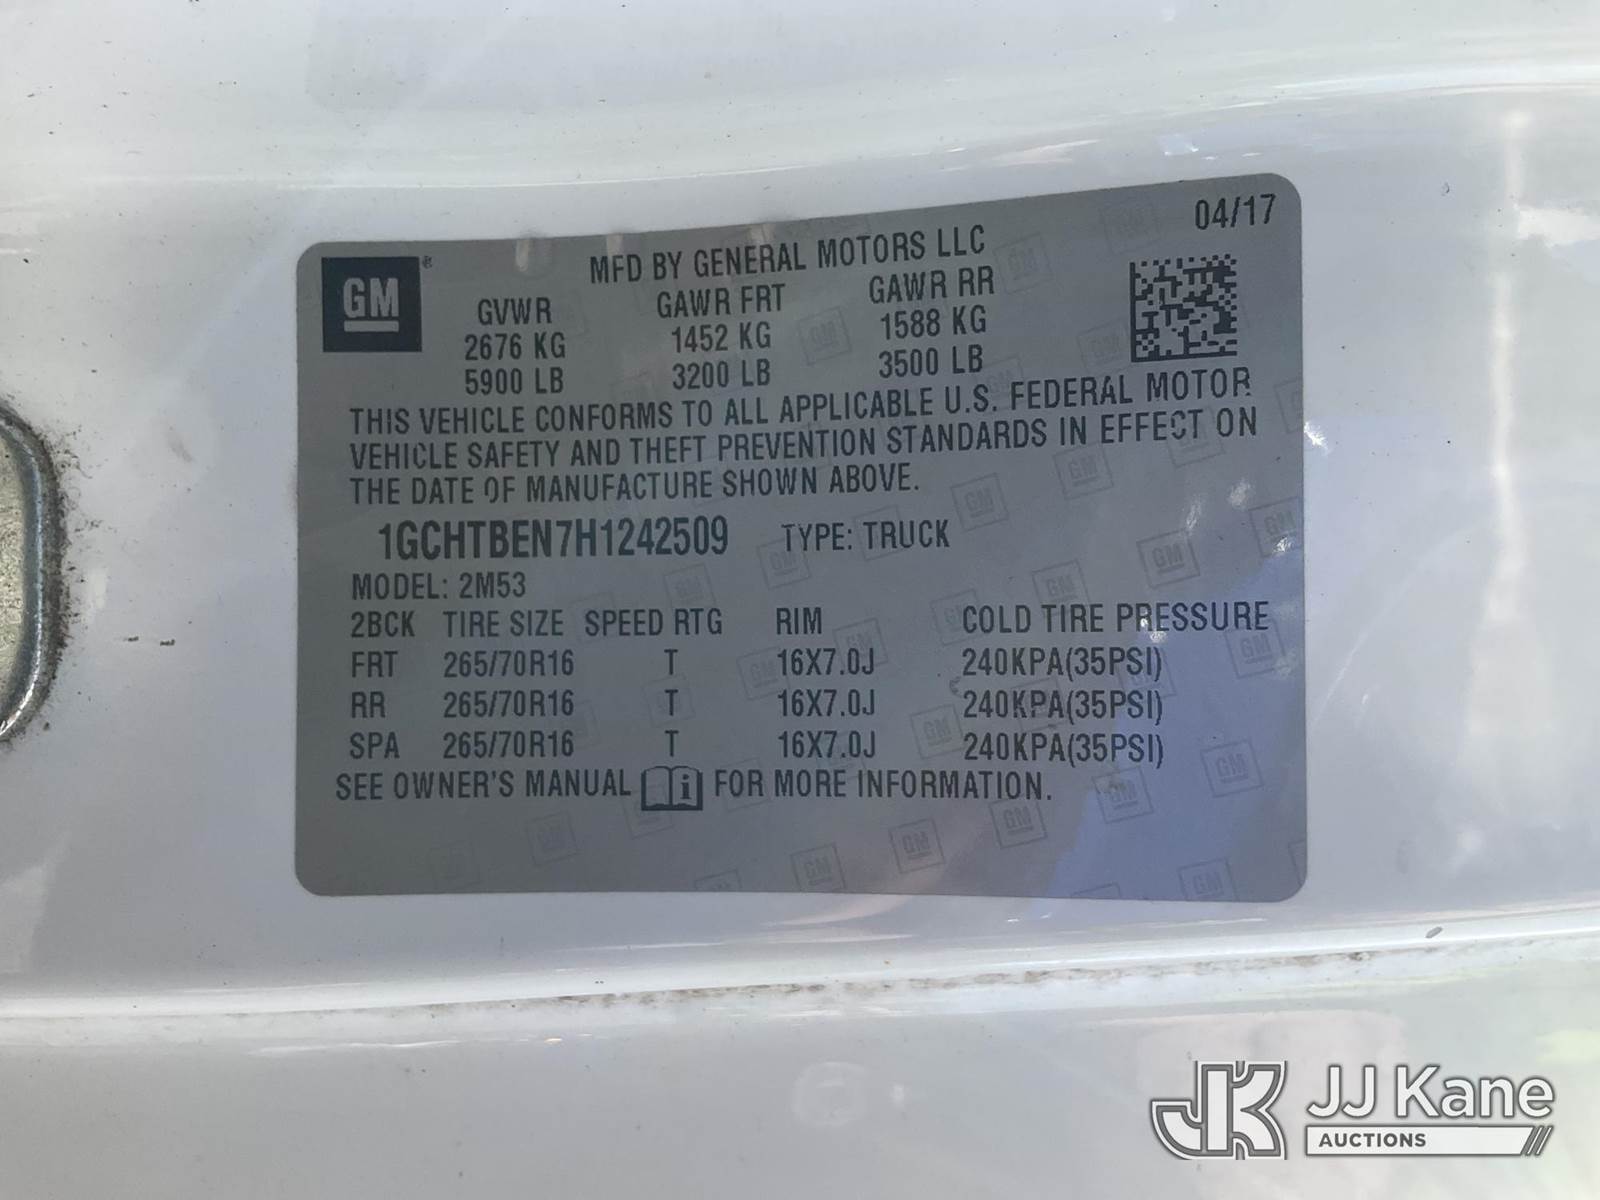 04/17
GM®
MFD BY GENERAL MOTORS LLC
GVWR GAWR FRT GAWR RR
2676 KG 1452 KG 1588 KG
5900 LB 3200 LB 3500 LB
THIS VEHICLE CONFORMS TO ALL APPLICABLE U.S. FEDERAL MOTOR
VEHICLE SAFETY AND THEFT PREVENTION STANDARDS IN EFFECT ON
THE DATE OF MANUFACTURE SHOWN ABOVE.
1GCHTBEN7H1242509 TYPE: TRUCK
MODEL: 2M53
2BCK TIRE SIZE SPEED RTG RIM COLD TIRE PRESSURE
FRT 265/70R16 T 16X7.0J 240KPA(35PSI)
RR 265/70R16 T 16X7.0J 240KPA(35PSI)
SPA 265/70R16 T 16X7.0J 240KPA(35PSI)
SEE OWNER'S MANUAL i FOR MORE INFORMATION.
JK JJ Kane
AUCTIONS